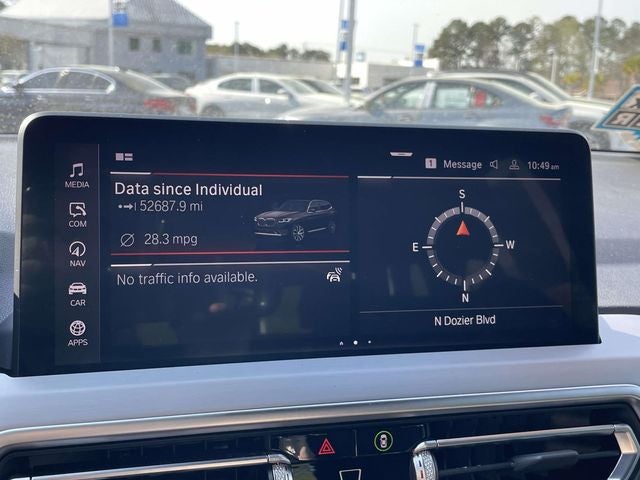 1 Message 10:49 am
MEDIA
COM
NAV
CAR
APPS
Data since Individual
52687.9 mi
28.3 mpg
No traffic info available.
S
E W
N
N Dozier Blvd